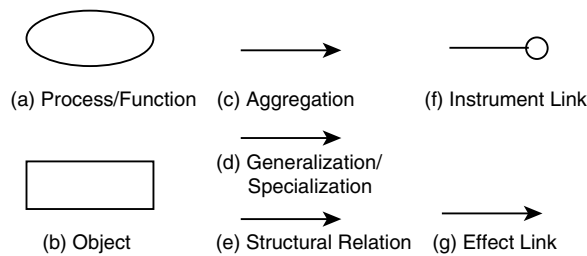 (a) Process/Function
(c) Aggregation
(f) Instrument Link
(d) Generalization/
Specialization
(b) Object
(e) Structural Relation
(g) Effect Link